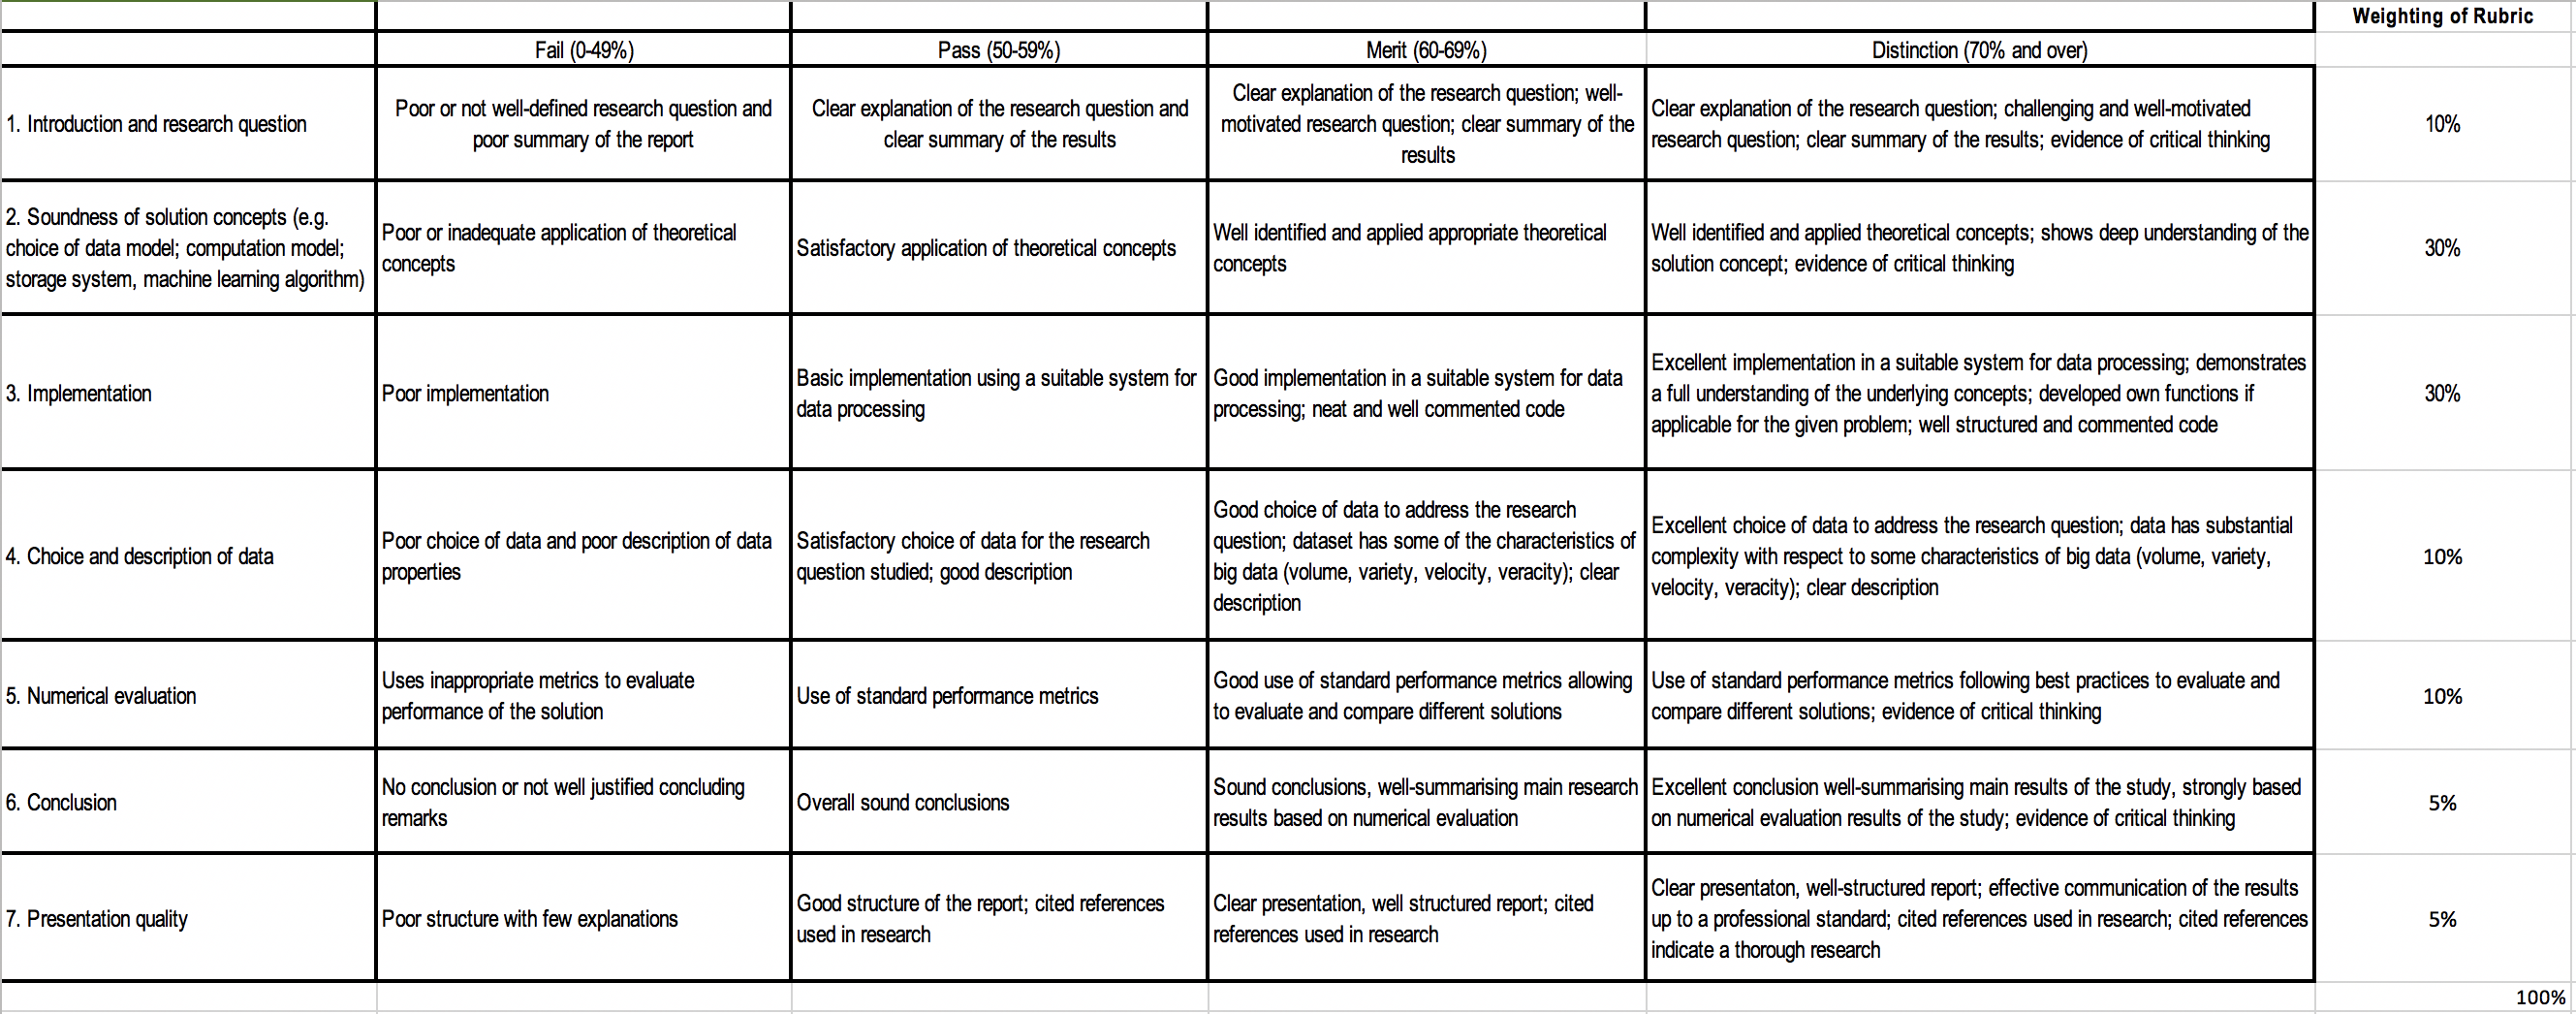 Weighting of Rubric
Fail (0-49%)
Pass (50-59%)
Merit (60-69%)
Distinction (70% and over)
1. Introduction and research question
Poor or not well-defined research question and
poor summary of the report
Clear explanation of the research question and
clear summary of the results
Clear explanation of the research question; well-
motivated research question; clear summary of the
results
Clear explanation of the research question; challenging and well-motivated
research question; clear summary of the results; evidence of critical thinking
10%
2. Soundness of solution concepts (e.g.
choice of data model; computation model;
storage system, machine learning algorithm)
Poor or inadequate application of theoretical
concepts
Satisfactory application of theoretical concepts
Well identified and applied appropriate theoretical
concepts
Well identified and applied theoretical concepts; shows deep understanding of the
solution concept; evidence of critical thinking
30%
3. Implementation
Poor implementation
Basic implementation using a suitable system for
data processing
Good implementation in a suitable system for data
processing; neat and well commented code
Excellent implementation in a suitable system for data processing; demonstrates
a full understanding of the underlying concepts; developed own functions if
applicable for the given problem; well structured and commented code
30%
4. Choice and description of data
Poor choice of data and poor description of data
properties
Satisfactory choice of data for the research
question studied; good description
Good choice of data to address the research
question; dataset has some of the characteristics of
big data (volume, variety, velocity, veracity); clear
description
Excellent choice of data to address the research question; data has substantial
complexity with respect to some characteristics of big data (volume, variety,
velocity, veracity); clear description
10%
5. Numerical evaluation
Uses inappropriate metrics to evaluate
performance of the solution
Use of standard performance metrics
Good use of standard performance metrics allowing
to evaluate and compare different solutions
Use of standard performance metrics following best practices to evaluate and
compare different solutions; evidence of critical thinking
10%
6. Conclusion
No conclusion or not well justified concluding
remarks
Overall sound conclusions
Sound conclusions, well-summarising main research
results based on numerical evaluation
Excellent conclusion well-summarising main results of the study, strongly based
on numerical evaluation results of the study; evidence of critical thinking
5%
7. Presentation quality
Poor structure with few explanations
Good structure of the report; cited references
used in research
Clear presentation, well structured report; cited
references used in research
Clear presentaton, well-structured report; effective communication of the results
up to a professional standard; cited references used in research; cited references
indicate a thorough research
5%
100%